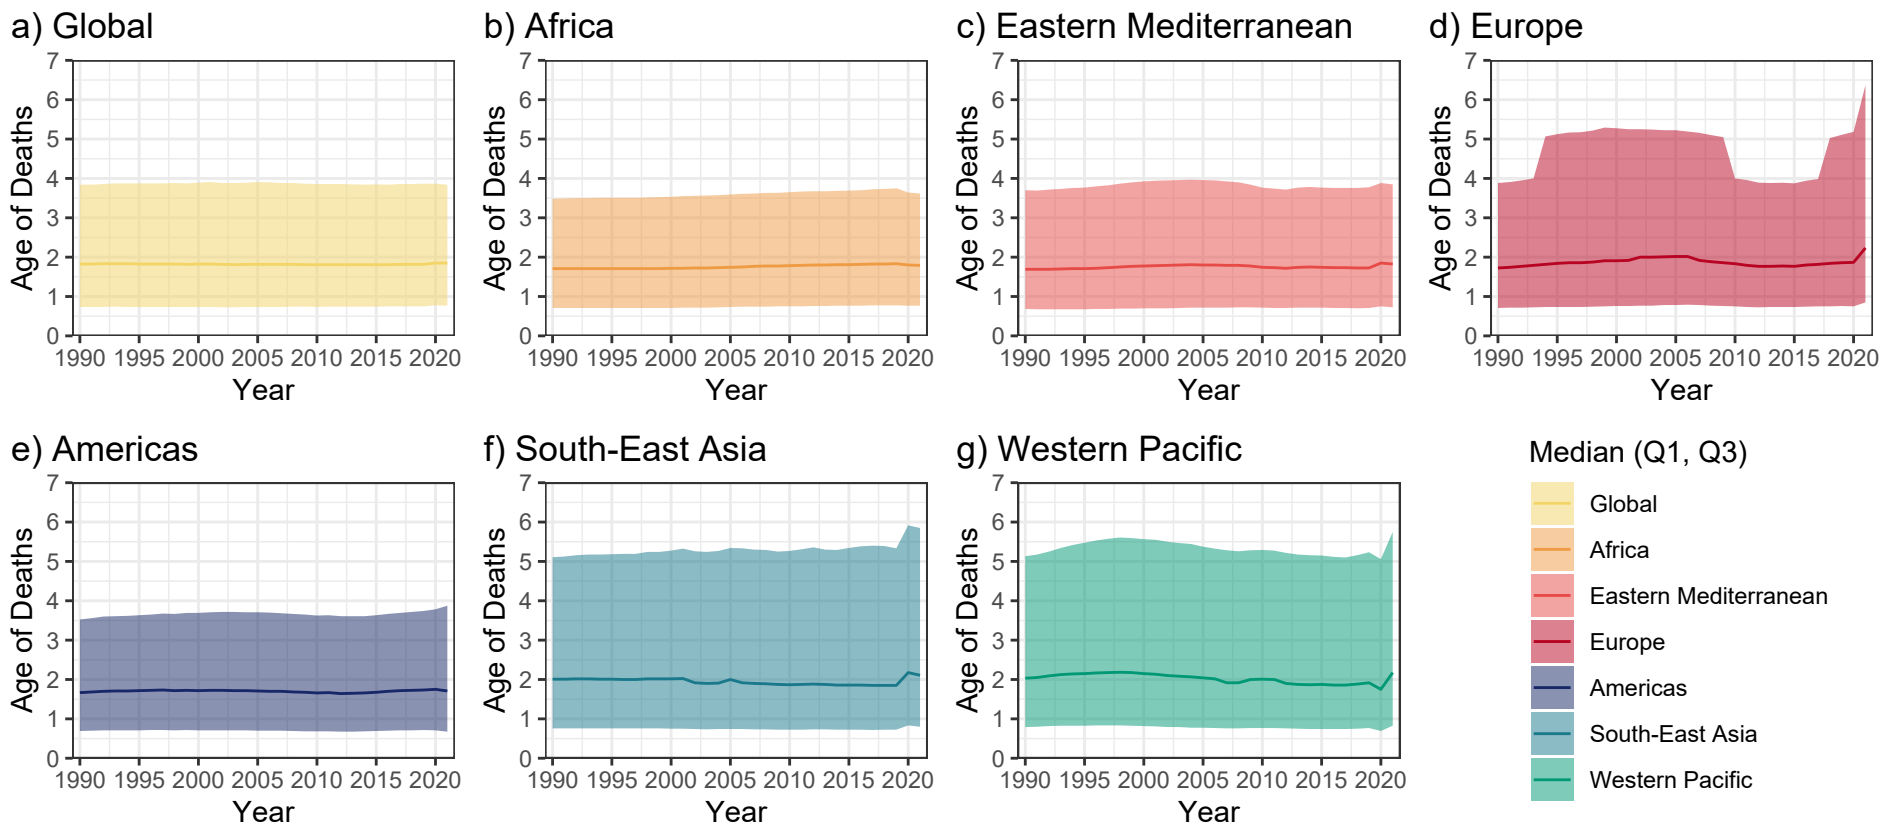 a) Global
b) Africa
c) Eastern Mediterranean
d) Europe
7
6
5
4
3
2
1
0
Age of Deaths
1990 1995 2000 2005 2010 2015 2020
Year
7
6
5
4
3
2
1
0
Age of Deaths
1990 1995 2000 2005 2010 2015 2020
Year
7
6
5
4
3
2
1
0
Age of Deaths
1990 1995 2000 2005 2010 2015 2020
Year
7
6
5
4
3
2
1
0
Age of Deaths
1990 1995 2000 2005 2010 2015 2020
Year
e) Americas
f) South-East Asia
g) Western Pacific
7
6
5
4
3
2
1
0
Age of Deaths
1990 1995 2000 2005 2010 2015 2020
Year
7
6
5
4
3
2
1
0
Age of Deaths
1990 1995 2000 2005 2010 2015 2020
Year
7
6
5
4
3
2
1
0
Age of Deaths
1990 1995 2000 2005 2010 2015 2020
Year
Median (Q1, Q3)
Global
Africa
Eastern Mediterranean
Europe
Americas
South-East Asia
Western Pacific